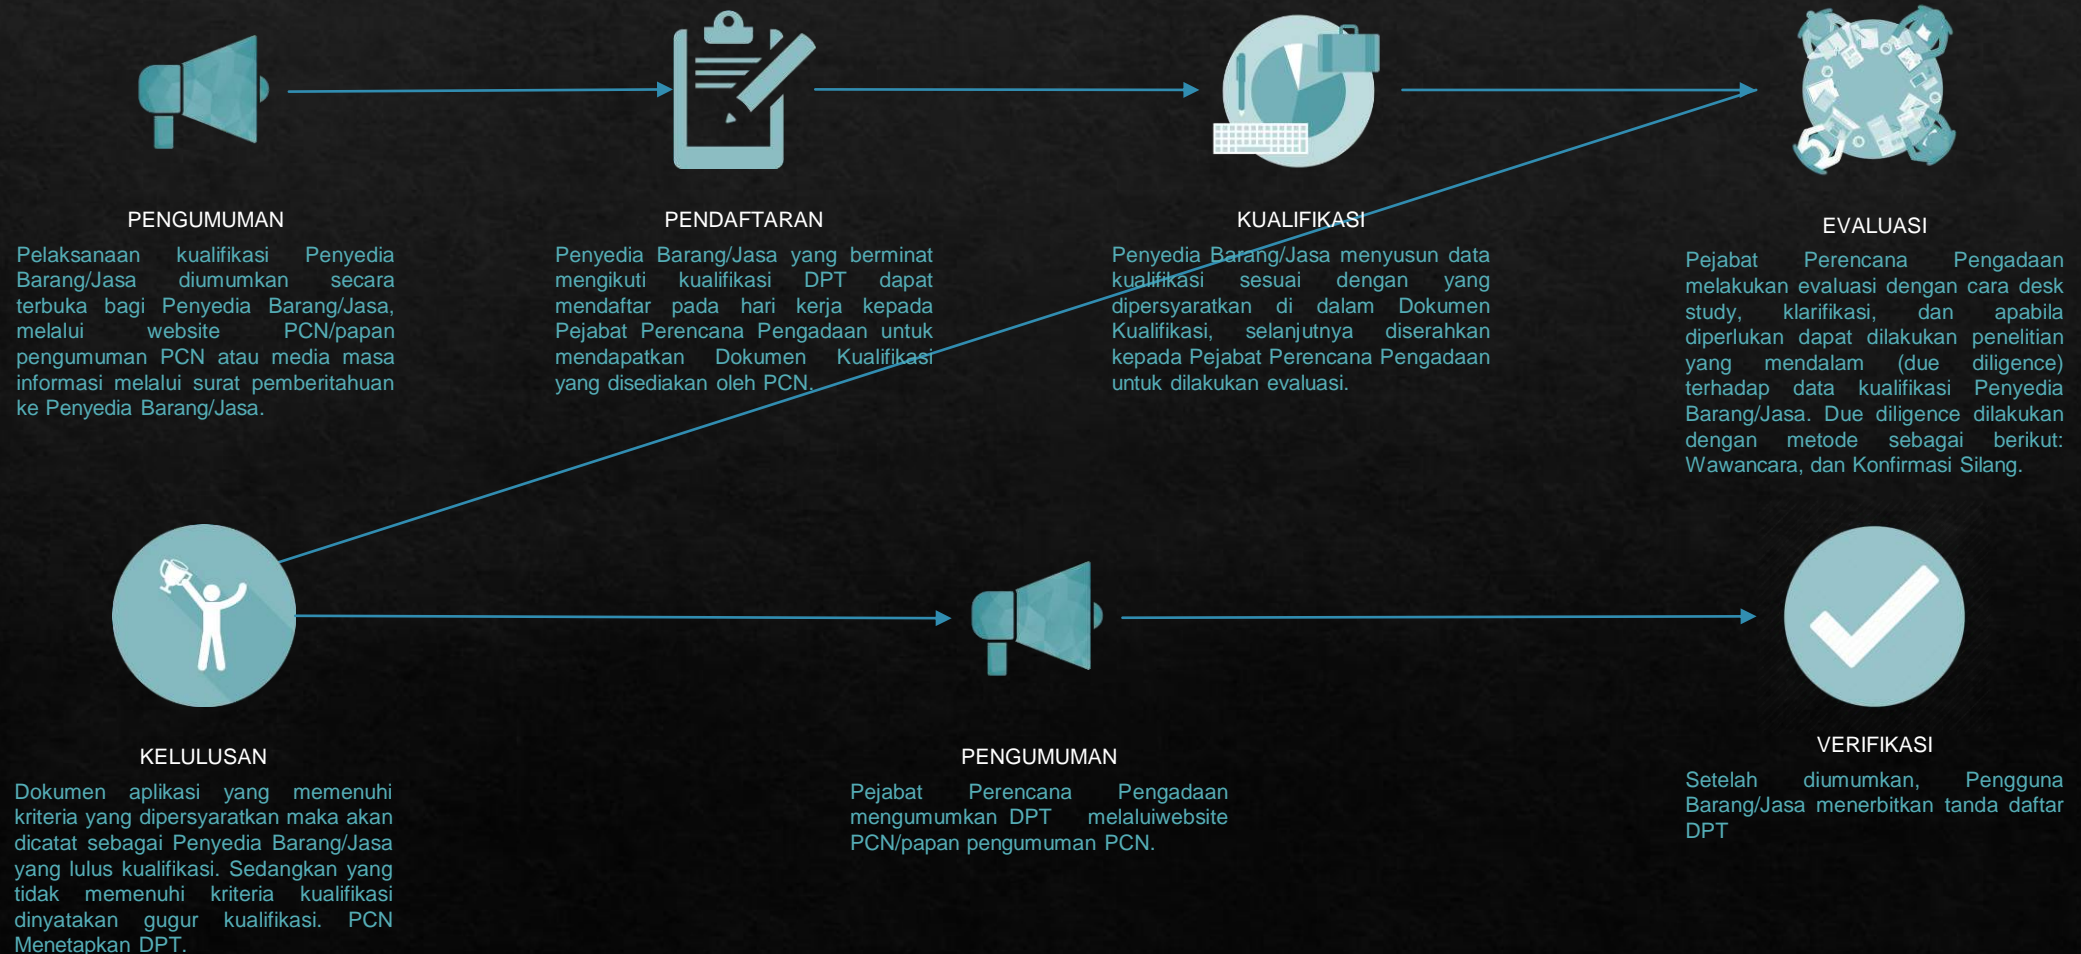 PENGUMUMAN
Pelaksanaan kualifikasi Penyedia
Barang/Jasa diumumkan secara
terbuka bagi Penyedia Barang/Jasa,
melalui website PCN/papan
pengumuman PCN atau media masa
informasi melalui surat pemberitahuan
ke Penyedia Barang/Jasa.
PENDAFTARAN
Penyedia Barang/Jasa yang berminat
mengikuti kualifikasi DPT dapat
mendaftar pada hari kerja kepada
Pejabat Perencana Pengadaan untuk
mendapatkan Dokumen Kualifikasi
yang disediakan oleh PCN.
KUALIFIKASI
Penyedia Barang/Jasa menyusun data
kualifikasi sesuai dengan yang
dipersyaratkan di dalam Dokumen
Kualifikasi, selanjutnya diserahkan
kepada Pejabat Perencana Pengadaan
untuk dilakukan evaluasi.
EVALUASI
Pejabat Perencana Pengadaan
melakukan evaluasi dengan cara desk
study, klarifikasi, dan apabila
diperlukan dapat dilakukan penelitian
yang mendalam (due diligence)
terhadap data kualifikasi Penyedia
Barang/Jasa. Due diligence dilakukan
dengan metode sebagai berikut:
Wawancara, dan Konfirmasi Silang.
KELULUSAN
Dokumen aplikasi yang memenuhi
kriteria yang dipersyaratkan maka akan
dicatat sebagai Penyedia Barang/Jasa
yang lulus kualifikasi. Sedangkan yang
tidak memenuhi kriteria kualifikasi
dinyatakan gugur kualifikasi. PCN
Menetapkan DPT.
PENGUMUMAN
Pejabat Perencana Pengadaan
mengumkan DPT melaluiwebsite
PCN/papan pengumuman PCN.
VERIFIKASI
Setelah diumumkan, Pengguna
Barang/Jasa menerbitkan tanda daftar
DPT